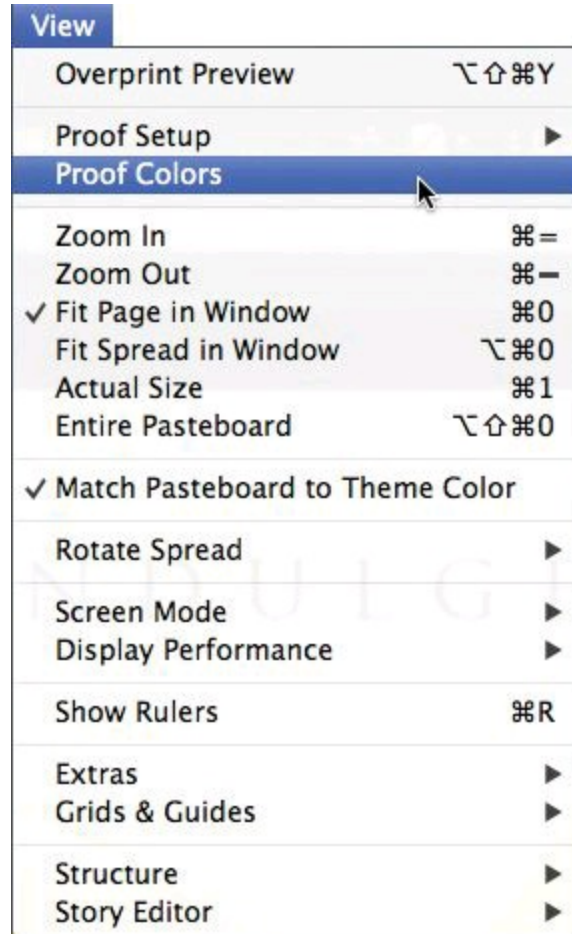 View
Overprint Preview ⌥⇧⌘Y
Proof Setup ▶
Proof Colors
Zoom In ⌘=
Zoom Out ⌘−
✓ Fit Page in Window ⌘0
Fit Spread in Window ⌥⌘0
Actual Size ⌘1
Entire Pasteboard ⌥⇧⌘0
✓ Match Pasteboard to Theme Color
Rotate Spread ▶
NDULG
Screen Mode ▶
Display Performance ▶
Show Rulers ⌘R
Extras ▶
Grids & Guides ▶
Structure ▶
Story Editor ▶